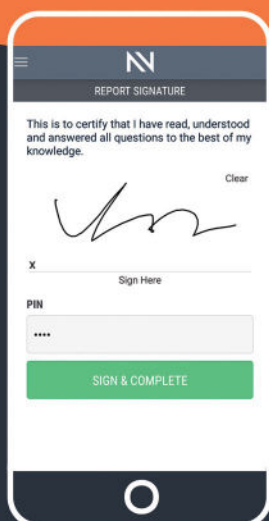 REPORT SIGNATURE
This is to certify that I have read, understood
and answered all questions to the best of my
knowledge.
Clear
X
Sign Here
PIN
••••
SIGN & COMPLETE